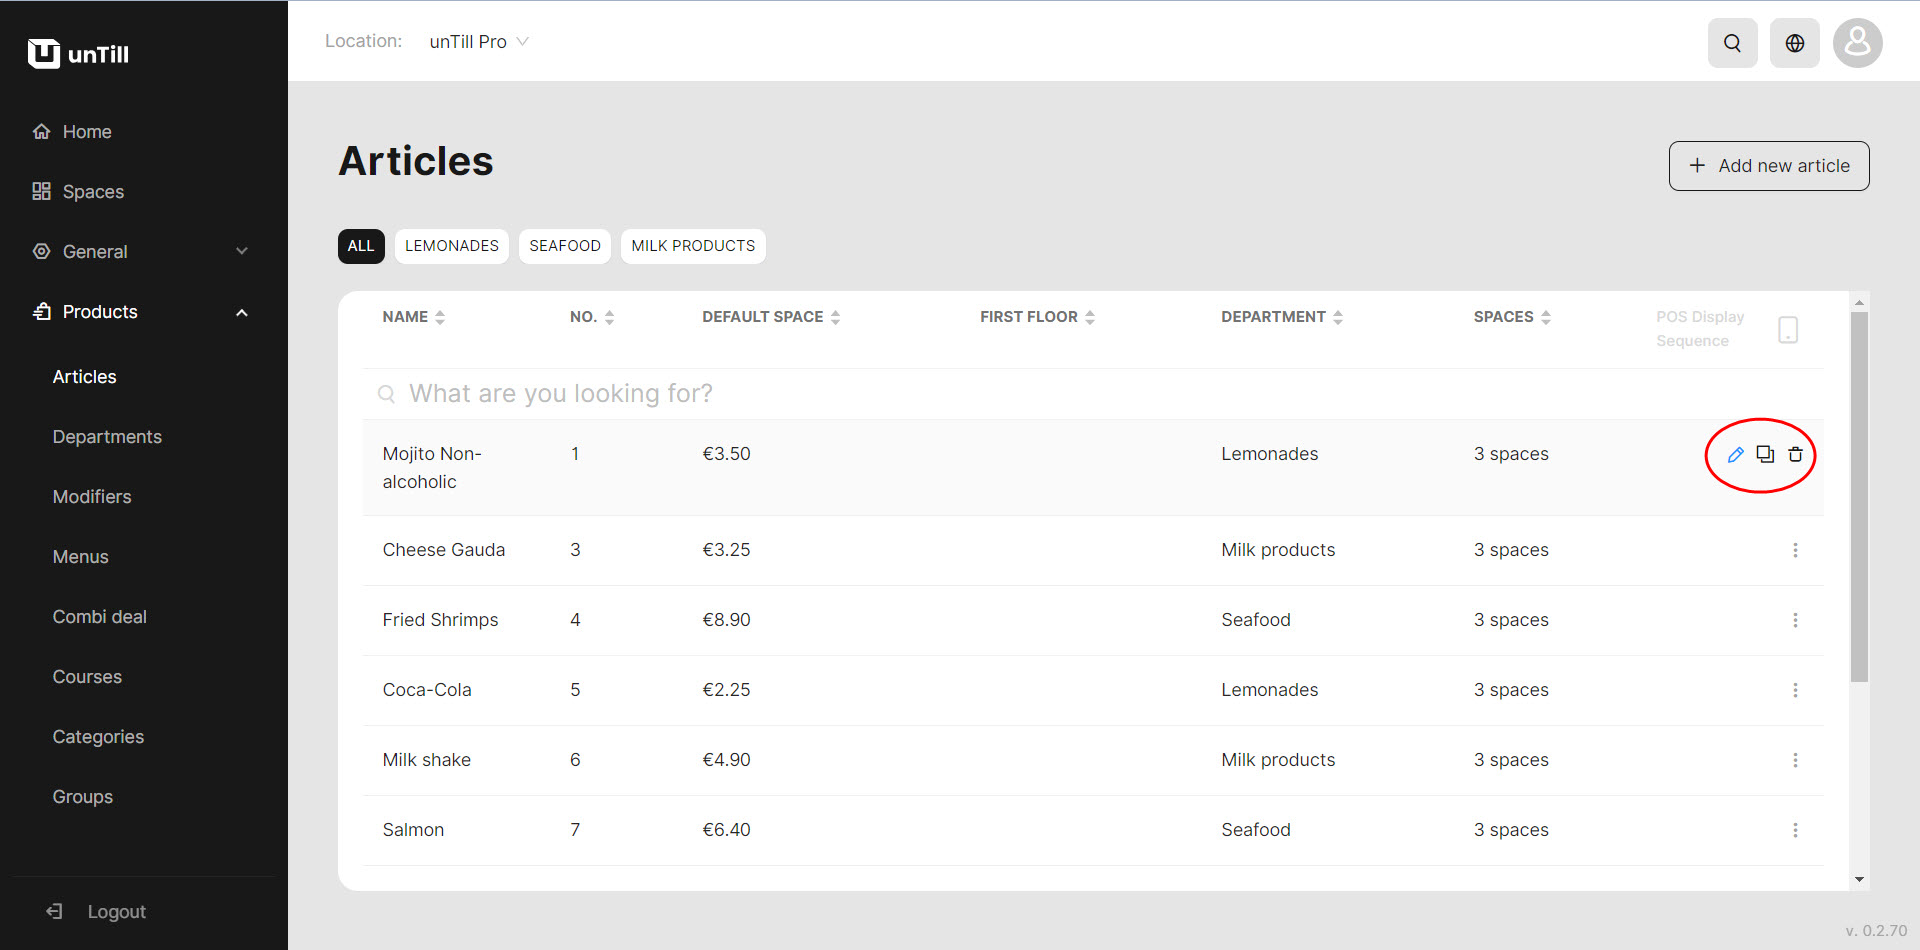 unTill
Location: unTill Pro
Home
Spaces
General
Products
Articles
Departments
Modifiers
Menus
Combi deal
Courses
Categories
Groups
Logout
Articles
Add new article
ALL LEMONADES SEAFOOD MILK PRODUCTS
NAME NO. DEFAULT SPACE FIRST FLOOR DEPARTMENT SPACES POS Display
Sequence
What are you looking for?
Mojito Non- 1 €3.50 Lemonades 3 spaces
alcoholic
Cheese Gauda 3 €3.25 Milk products 3 spaces
Fried Shrimps 4 €8.90 Seafood 3 spaces
Coca-Cola 5 €2.25 Lemonades 3 spaces
Milk shake 6 €4.90 Milk products 3 spaces
Salmon 7 €6.40 Seafood 3 spaces
v. 0.2.70